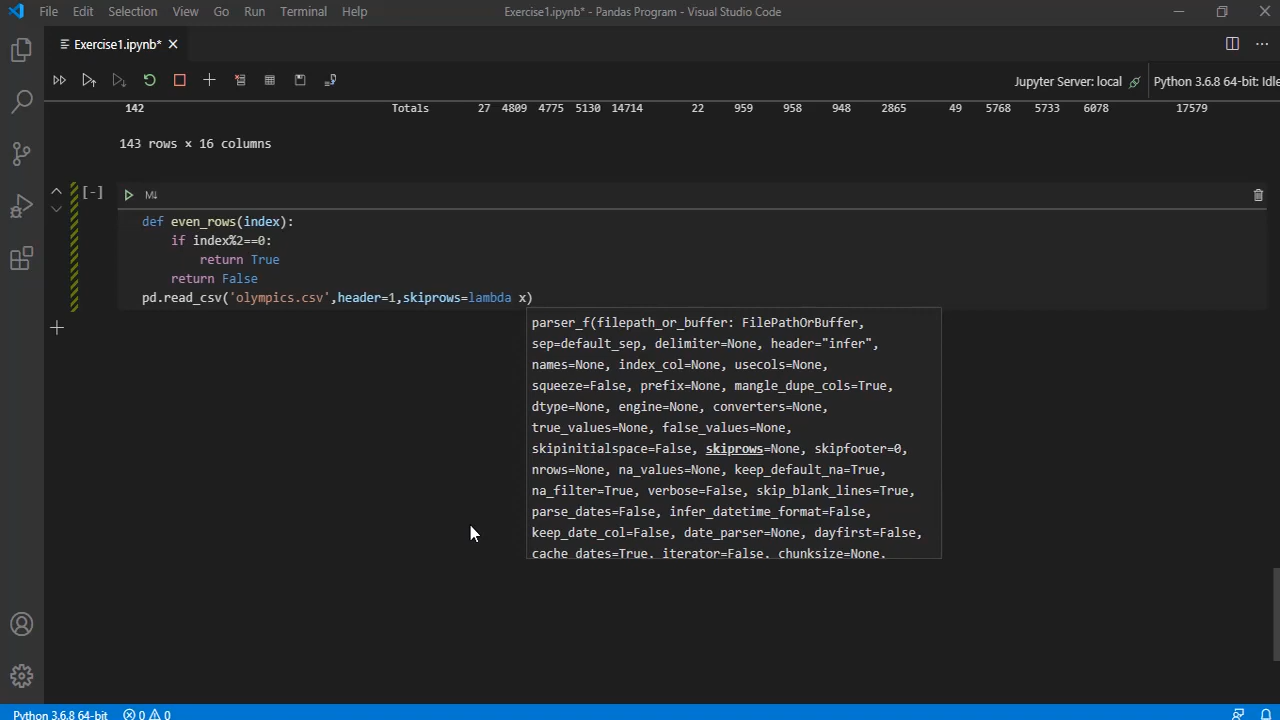 File Edit Selection View Go Run Terminal Help Exercise1.ipynb* - Pandas Program - Visual Studio Code
Exercise1.ipynb*
Jupyter Server: local Python 3.6.8 64-bit: Idle
142 Totals 27 4809 4775 5130 14714 22 959 958 948 2865 49 5768 5733 6078 17579
143 rows × 16 columns
[-] M↓
def even_rows(index):
if index%2==0:
return True
return False
pd.read_csv('olympics.csv',header=1,skiprows=lambda x)
parser_f(filepath_or_buffer: FilePathOrBuffer,
sep=default_sep, delimiter=None, header="infer",
names=None, index_col=None, usecols=None,
squeeze=False, prefix=None, mangle_dupe_cols=True,
dtype=None, engine=None, converters=None,
true_values=None, false_values=None,
skipinitialspace=False, skiprows=None, skipfooter=0,
nrows=None, na_values=None, keep_default_na=True,
na_filter=True, verbose=False, skip_blank_lines=True,
parse_dates=False, infer_datetime_format=False,
keep_date_col=False, date_parser=None, dayfirst=False,
cache_dates=True, iterator=False, chunksize=None,
Python 3.6.8 64-bit 0 0